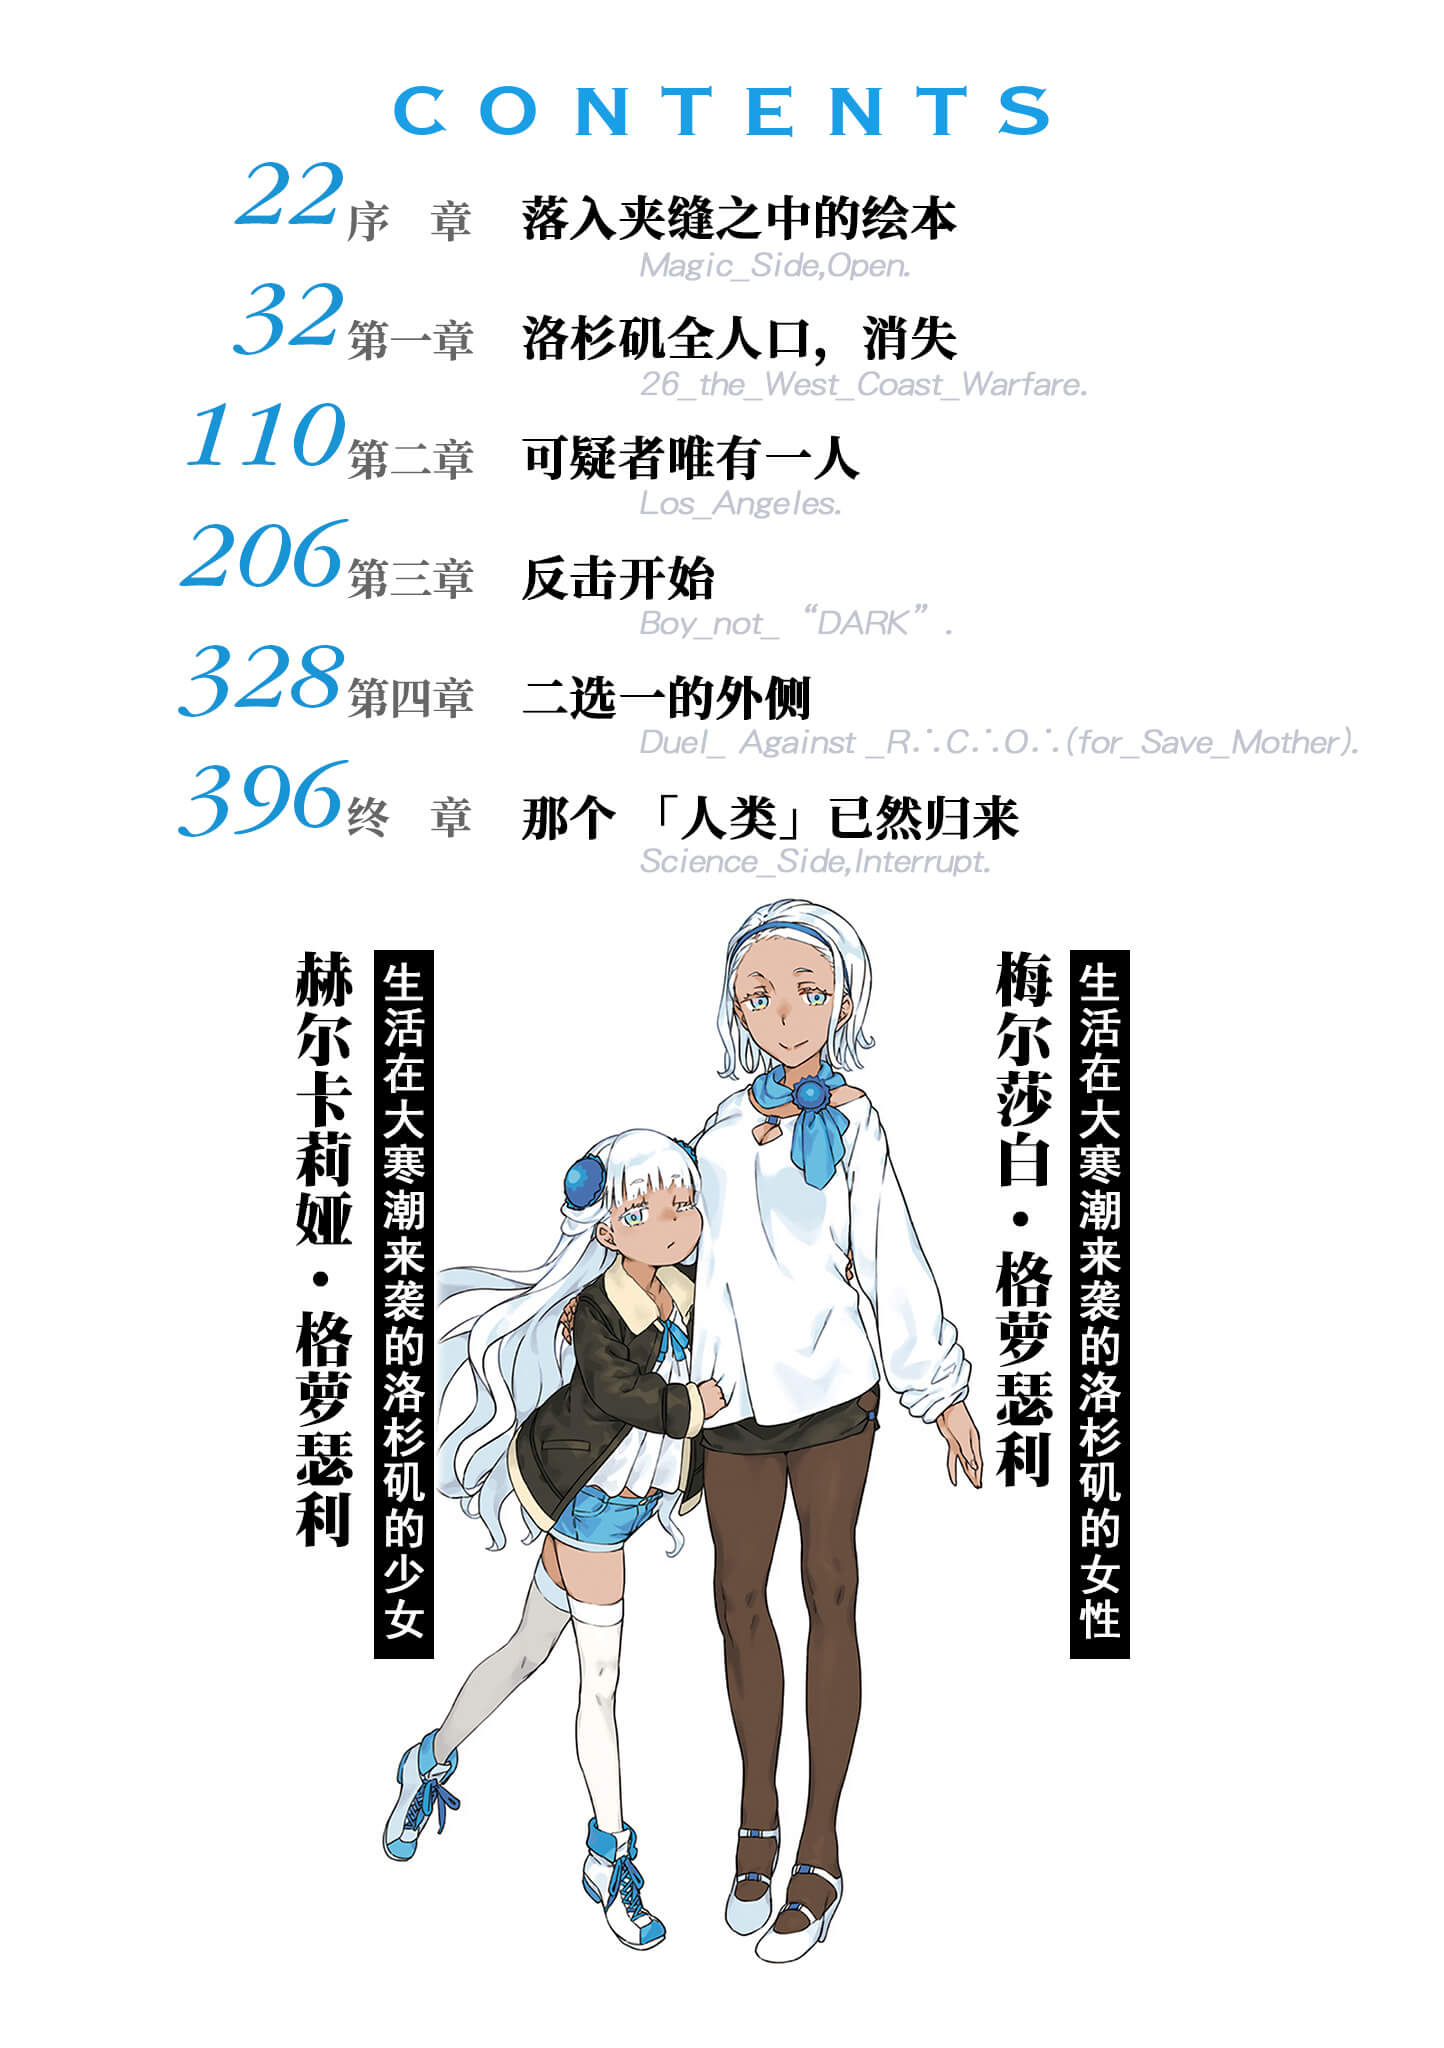 CONTENTS
22 序 章 落入夹缝之中的绘本
Magic_Side,Open.
32 第一章 洛杉矶全人口，消失
26_the_West_Coast_Warfare.
110 第二章 可疑者唯有一人
Los_Angeles.
206 第三章 反击开始
Boy_not_“DARK”.
328 第四章 二选一的外侧
Duel_ Against _R∴C∴O∴(for_Save_Mother).
396 终 章 那个「人类」已然归来
Science_Side,Interrupt.
生活在大寒潮来袭的洛杉矶的女性
梅尔莎白・格萝瑟利
生活在大寒潮来袭的洛杉矶的少女
赫尔卡莉娅・格萝瑟利